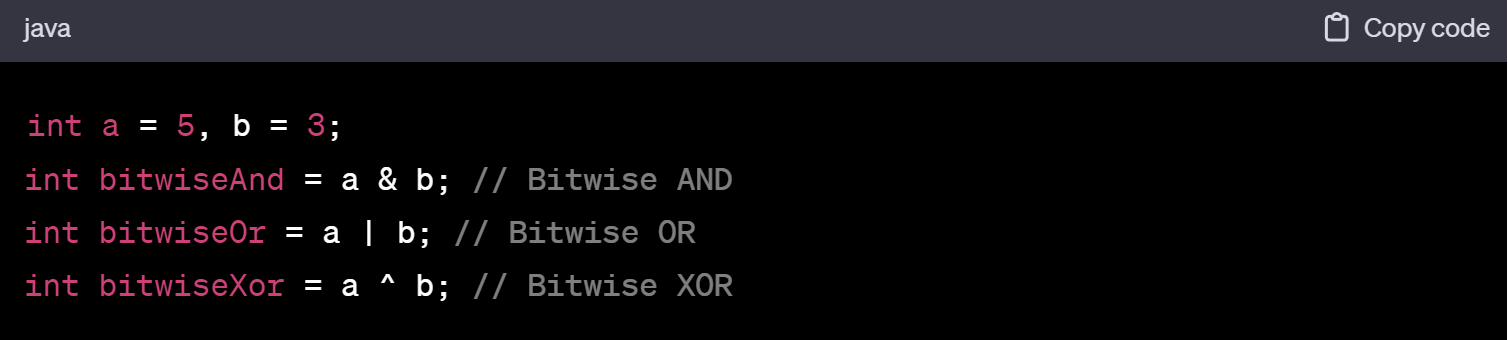 java
Copy code
int a = 5, b = 3;
int bitwiseAnd = a & b; // Bitwise AND
int bitwiseOr = a | b; // Bitwise OR
int bitwiseXor = a ^ b; // Bitwise XOR